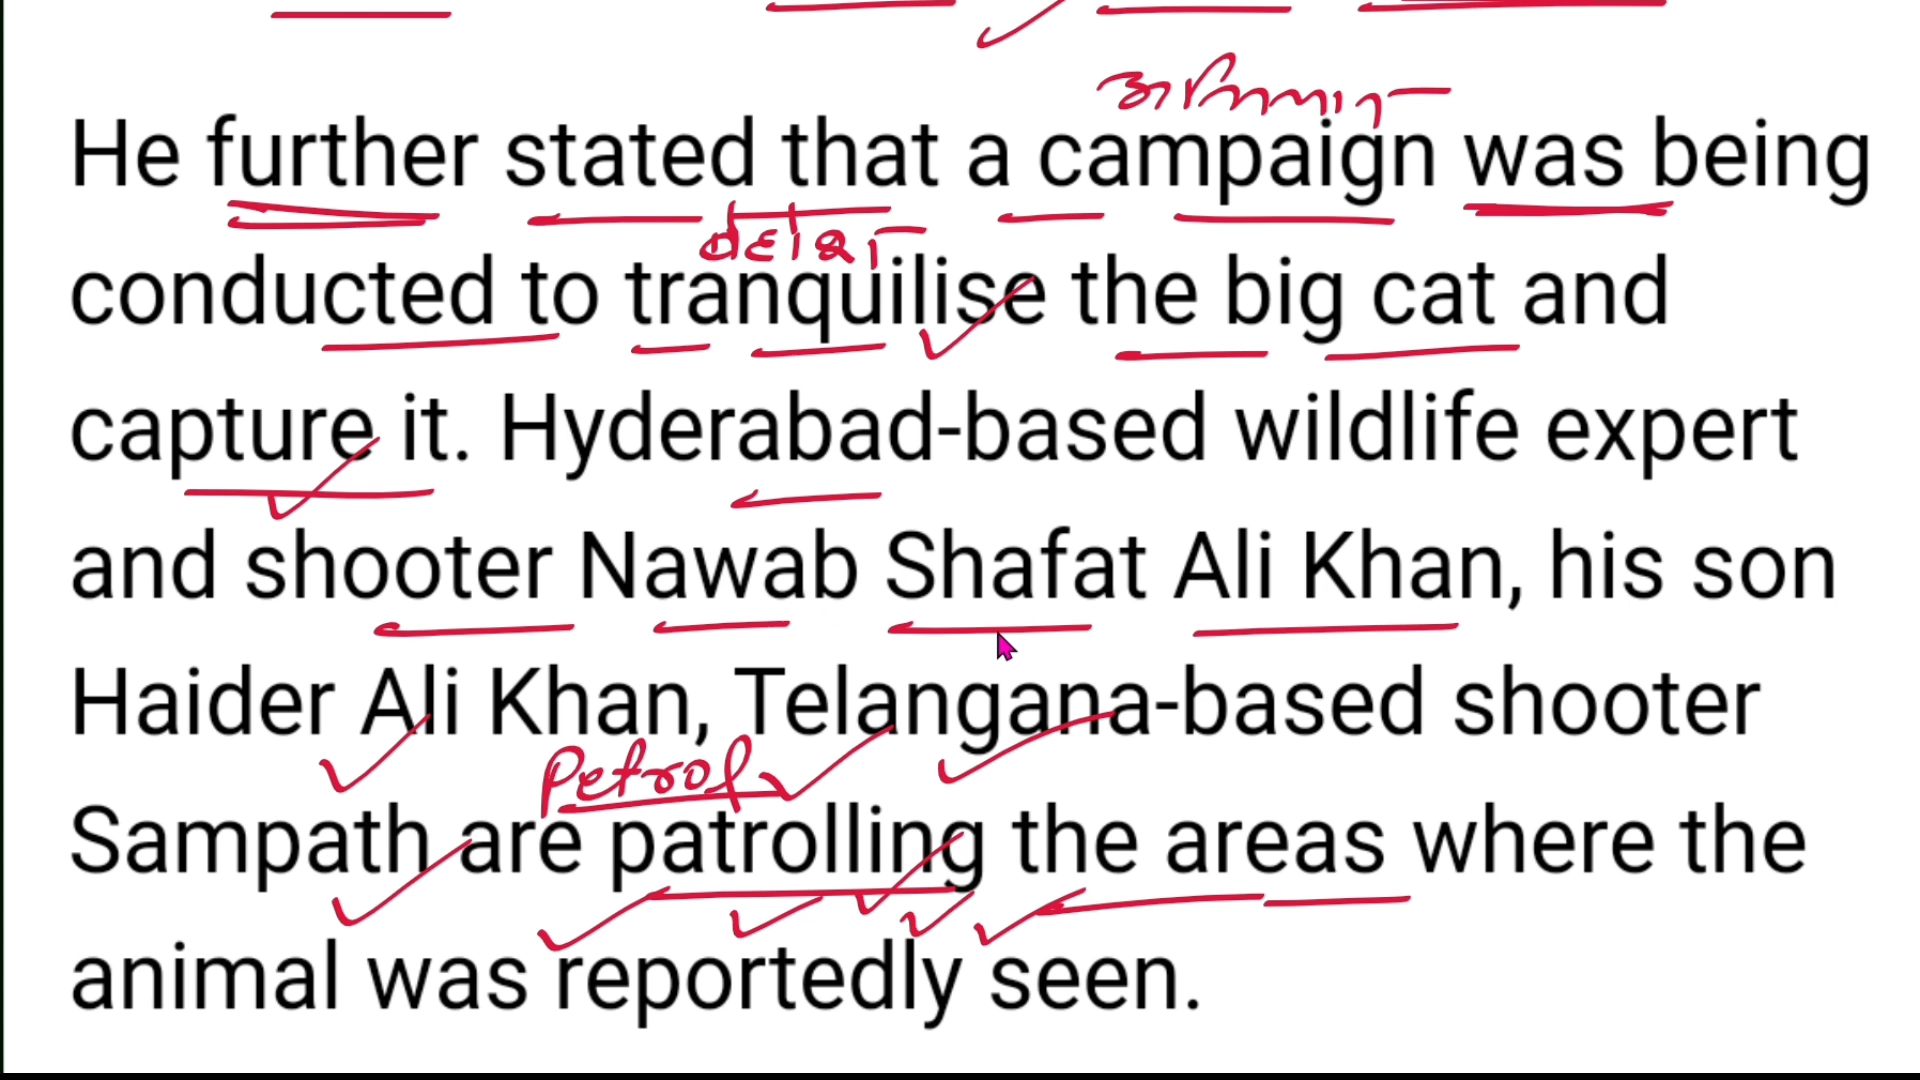 He further stated that a campaign was being
conducted to tranquilise the big cat and
capture it. Hyderabad-based wildlife expert
and shooter Nawab Shafat Ali Khan, his son
Haider Ali Khan, Telangana-based shooter
Petrol
Sampath are patrolling the areas where the
animal was reportedly seen.